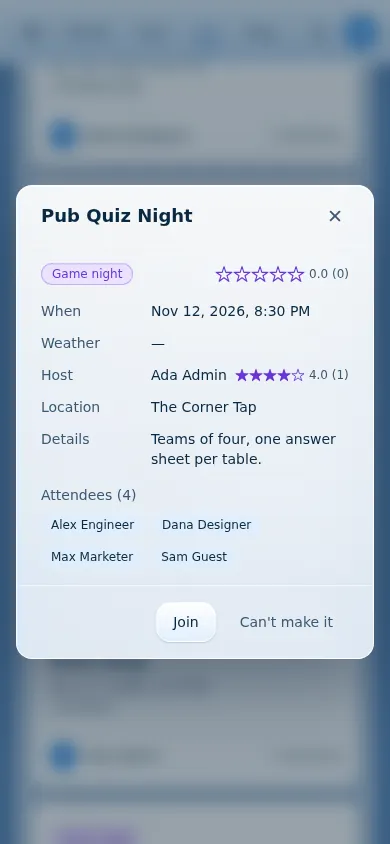 Pub Quiz Night
Game night 0.0 (0)
When Nov 12, 2026, 8:30 PM
Weather —
Host Ada Admin 4.0 (1)
Location The Corner Tap
Details Teams of four, one answer
sheet per table.
Attendees (4)
Alex Engineer Dana Designer
Max Marketer Sam Guest
Join Can't make it